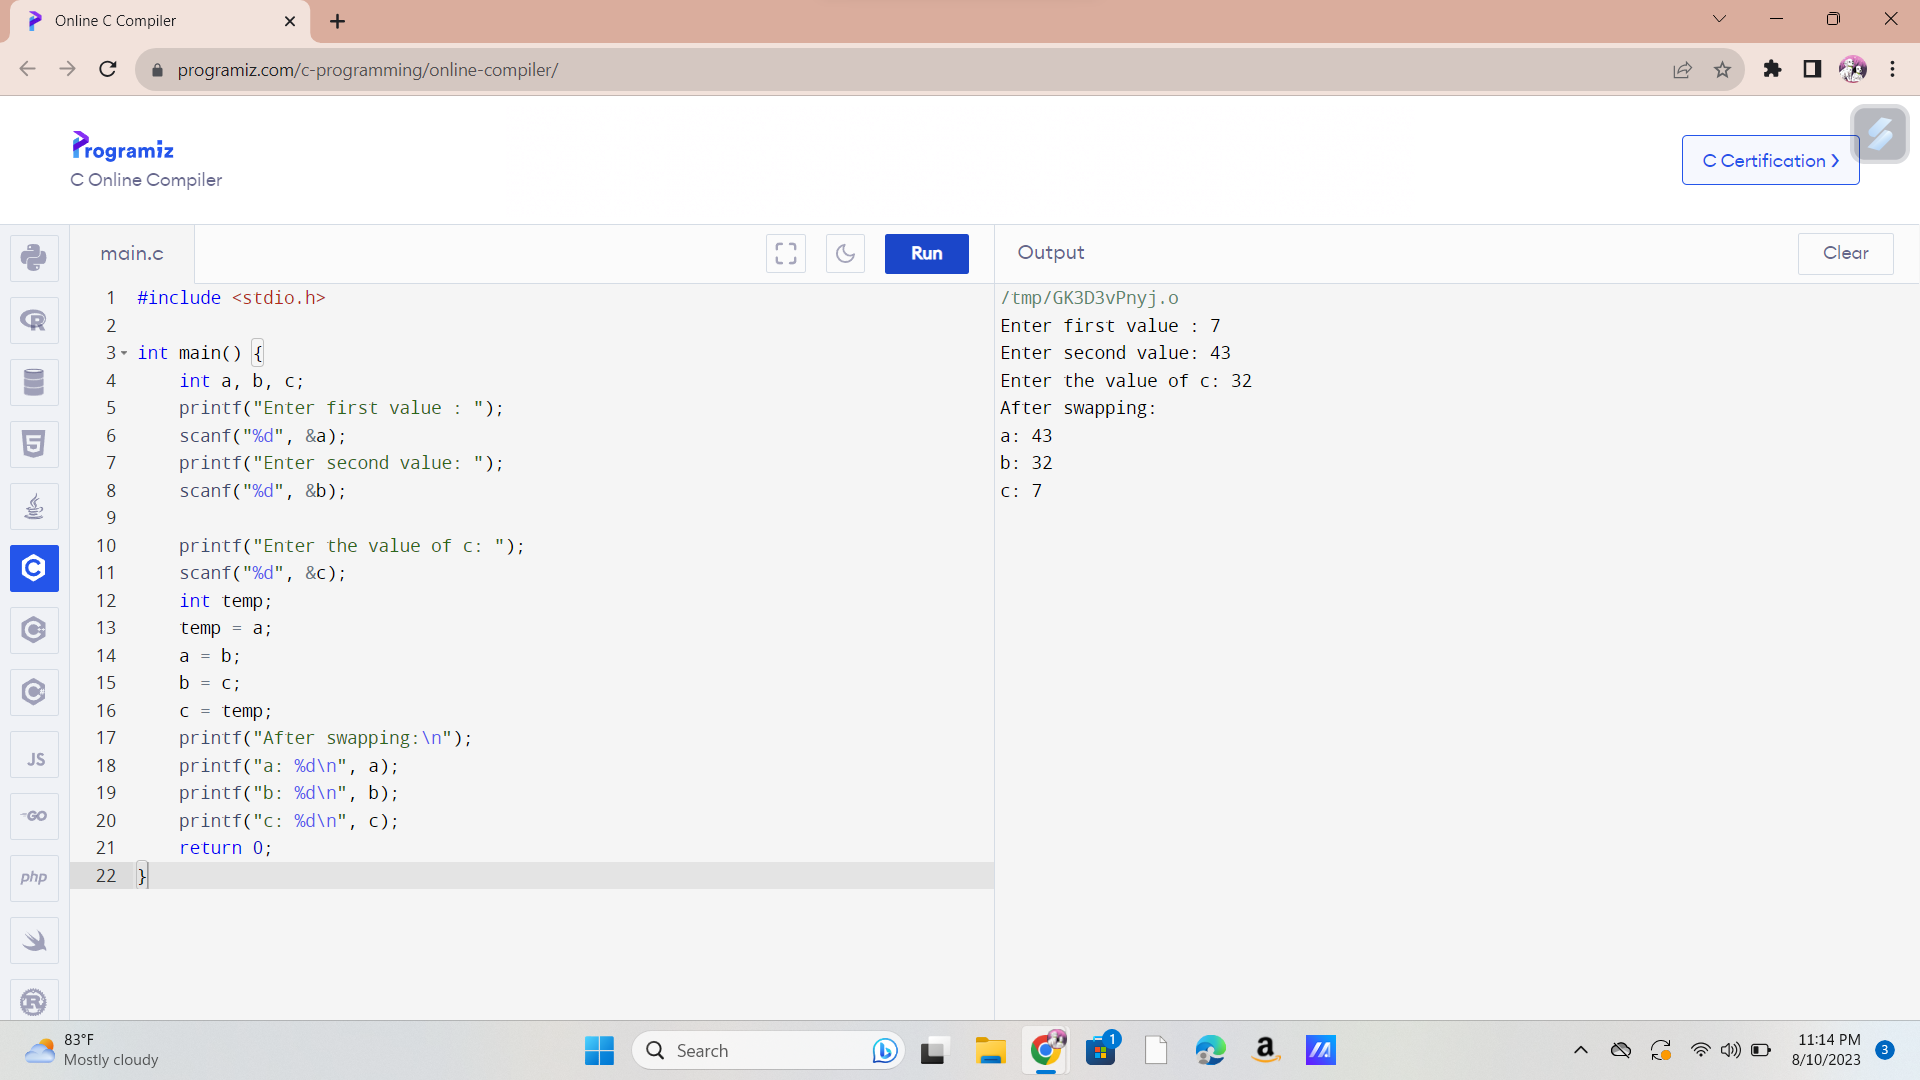 Online C Compiler
programiz.com/c-programming/online-compiler/
Programiz
C Online Compiler
C Certification
main.c
Run
Output
Clear
1 #include <stdio.h>
2
3 int main() {
4     int a, b, c;
5     printf("Enter first value : ");
6     scanf("%d", &a);
7     printf("Enter second value: ");
8     scanf("%d", &b);
9
10     printf("Enter the value of c: ");
11     scanf("%d", &c);
12     int temp;
13     temp = a;
14     a = b;
15     b = c;
16     c = temp;
17     printf("After swapping:\n");
18     printf("a: %d\n", a);
19     printf("b: %d\n", b);
20     printf("c: %d\n", c);
21     return 0;
22 }
/tmp/GK3D3vPnyj.o
Enter first value : 7
Enter second value: 43
Enter the value of c: 32
After swapping:
a: 43
b: 32
c: 7
R
5
C
C
C
JS
GO
php
R
83°F
Mostly cloudy
Search
1
a
11:14 PM
8/10/2023
3